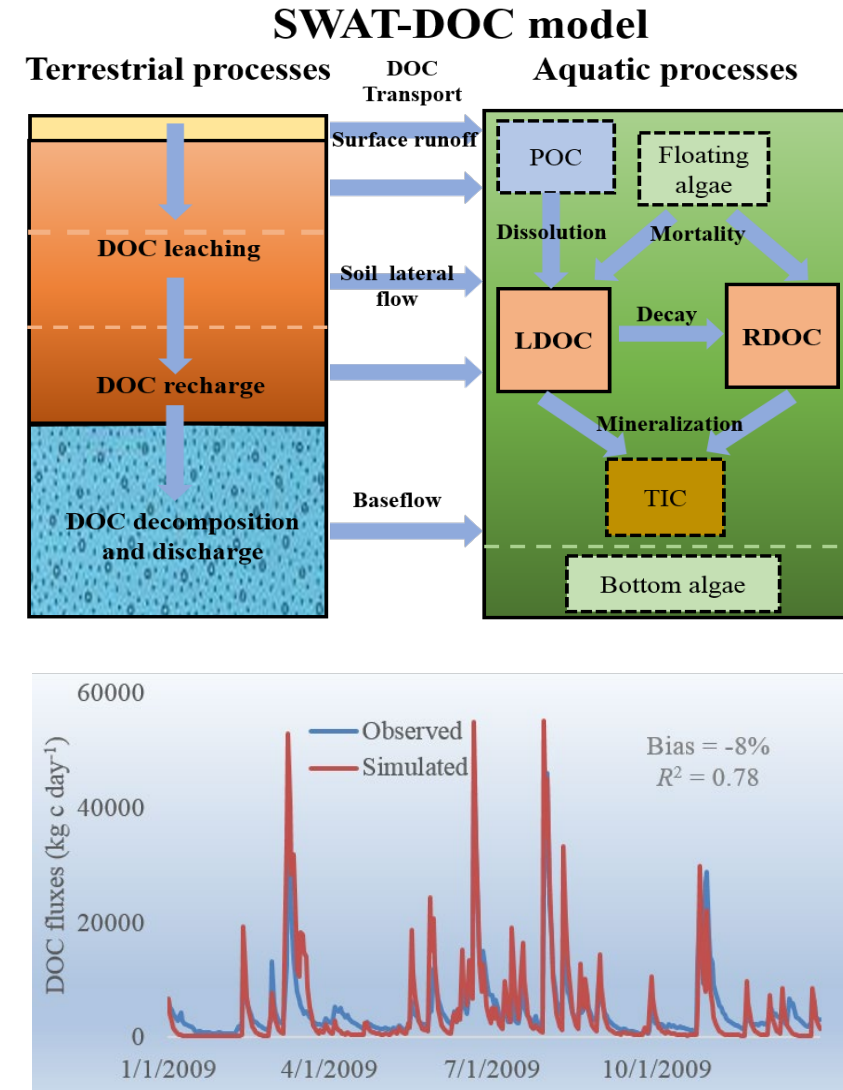 SWAT-DOC model
Terrestrial processes
DOC
Transport
Aquatic processes
Surface runoff
POC
Floating
algae
DOC leaching
Dissolution
Mortality
Soil lateral
flow
LDOC
Decay
RDOC
DOC recharge
Mineralization
Baseflow
TIC
DOC decomposition
and discharge
Bottom algae
60000
Observed
Simulated
Bias = -8%
R² = 0.78
DOC fluxes (kg c day⁻¹)
40000
20000
0
1/1/2009
4/1/2009
7/1/2009
10/1/2009